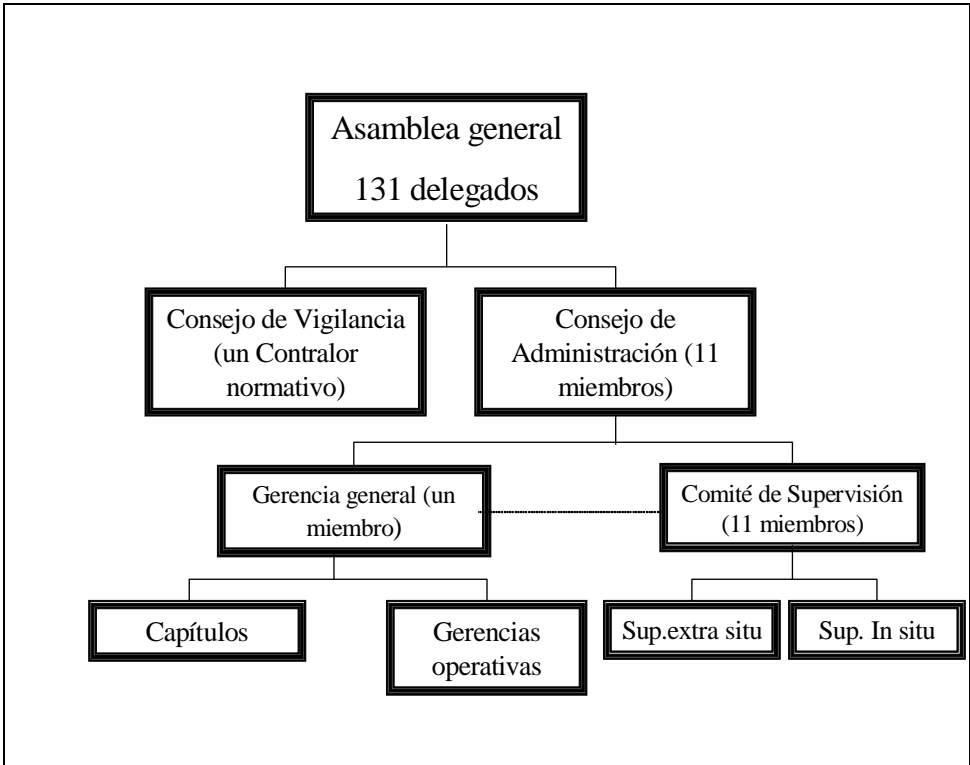 Asamblea general
131 delegados
Consejo de Vigilancia
(un Contralor
normativo)
Consejo de
Administración (11
miembros)
Gerencia general (un
miembro)
Comité de Supervisión
(11 miembros)
Capítulos
Gerencias
operativas
Sup.extra situ
Sup. In situ